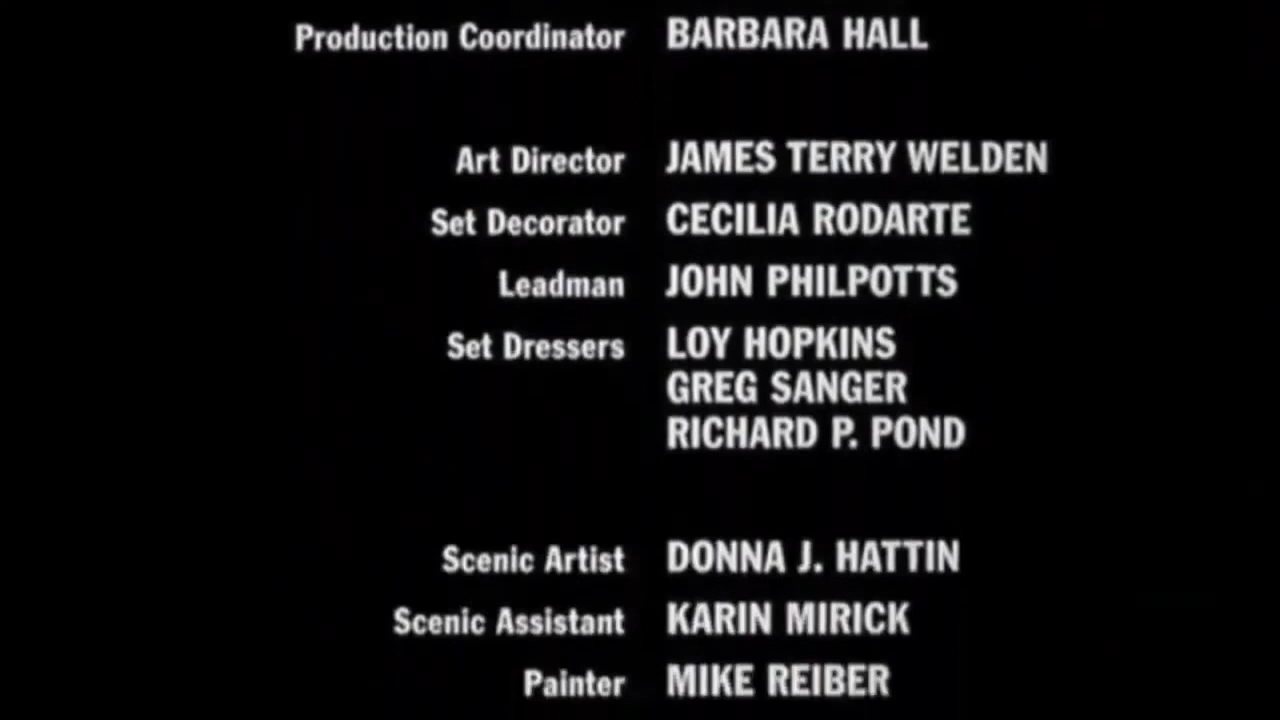 Production Coordinator BARBARA HALL
Art Director JAMES TERRY WELDEN
Set Decorator CECILIA RODARTE
Leadman JOHN PHILPOTTS
Set Dressers LOY HOPKINS
GREG SANGER
RICHARD P. POND
Scenic Artist DONNA J. HATTIN
Scenic Assistant KARIN MIRICK
Painter MIKE REIBER